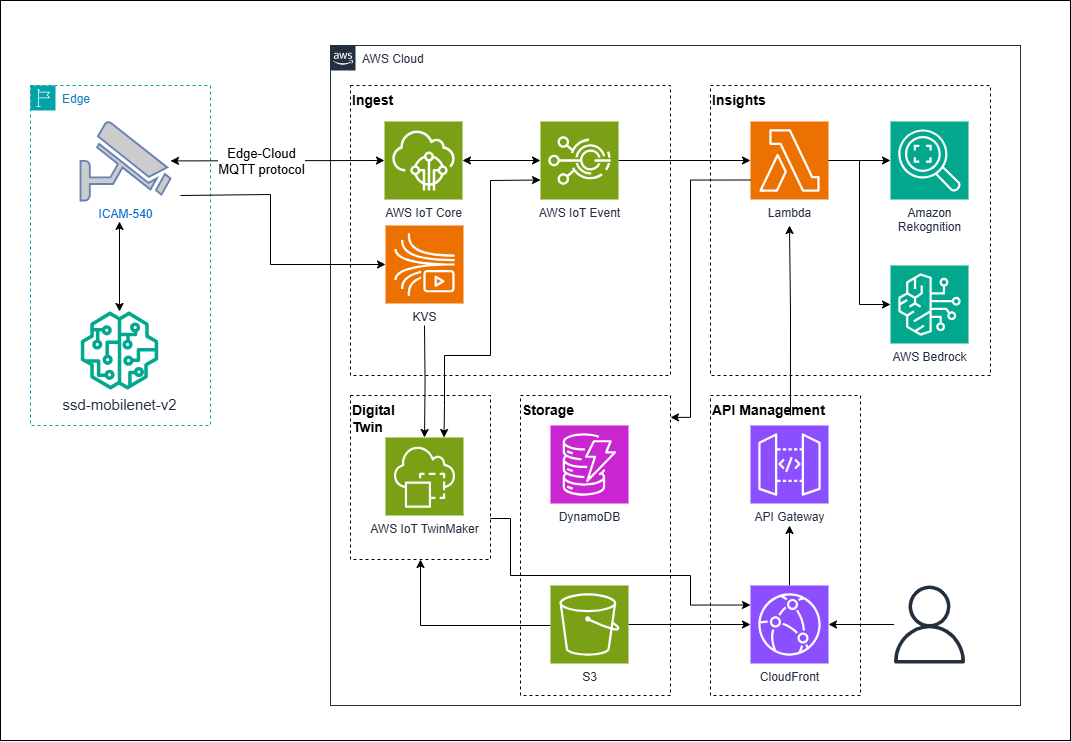 aws
AWS Cloud
Edge
Ingest
Insights
Edge-Cloud
MQTT protocol
ICAM-540
AWS IoT Core
AWS IoT Event
Lambda
Amazon
Rekognition
KVS
AWS Bedrock
ssd-mobilenet-v2
Digital
Twin
Storage
API Management
</>
AWS IoT TwinMaker
DynamoDB
API Gateway
S3
CloudFront